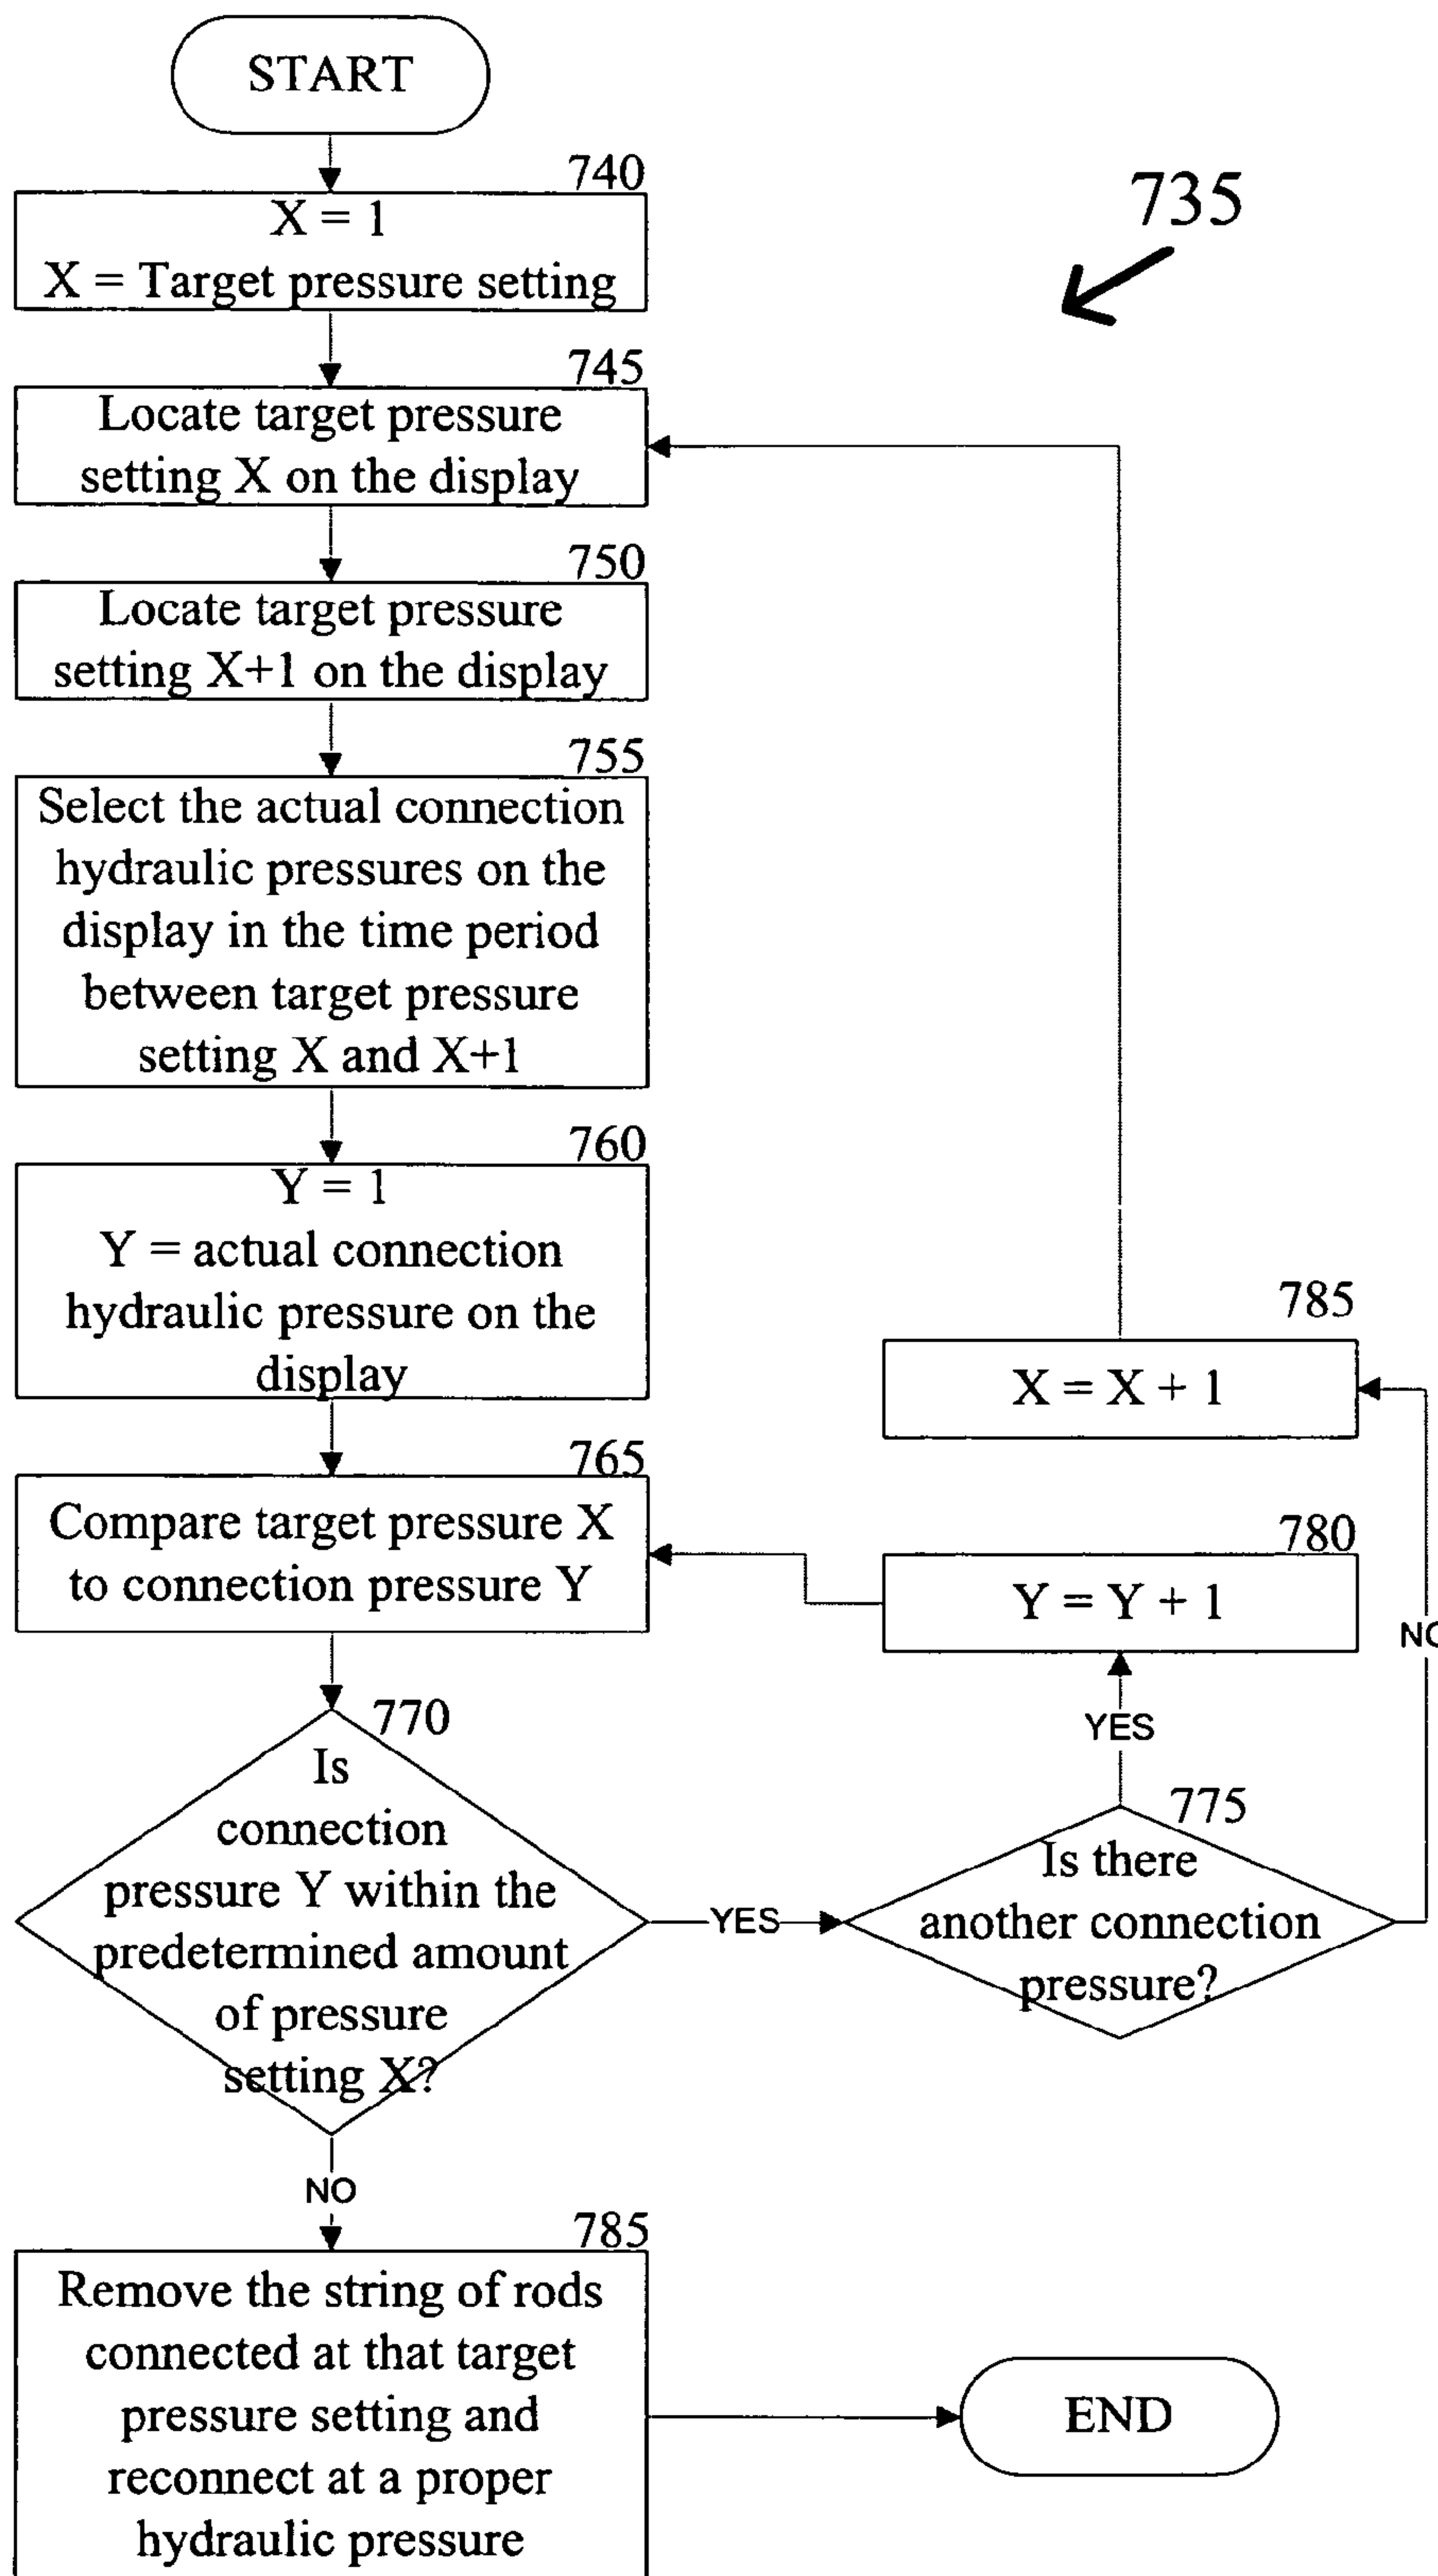 START
740
X = 1
X = Target pressure setting
735
745
Locate target pressure
setting X on the display
750
Locate target pressure
setting X+1 on the display
755
Select the actual connection
hydraulic pressures on the
display in the time period
between target pressure
setting X and X+1
760
Y = 1
Y = actual connection
hydraulic pressure on the
display
785
X = X + 1
765
Compare target pressure X
to connection pressure Y
780
Y = Y + 1
NO
770
Is
connection
pressure Y within the
predetermined amount
of pressure
setting X?
YES
YES
775
Is there
another connection
pressure?
NO
785
Remove the string of rods
connected at that target
pressure setting and
reconnect at a proper
hydraulic pressure
END